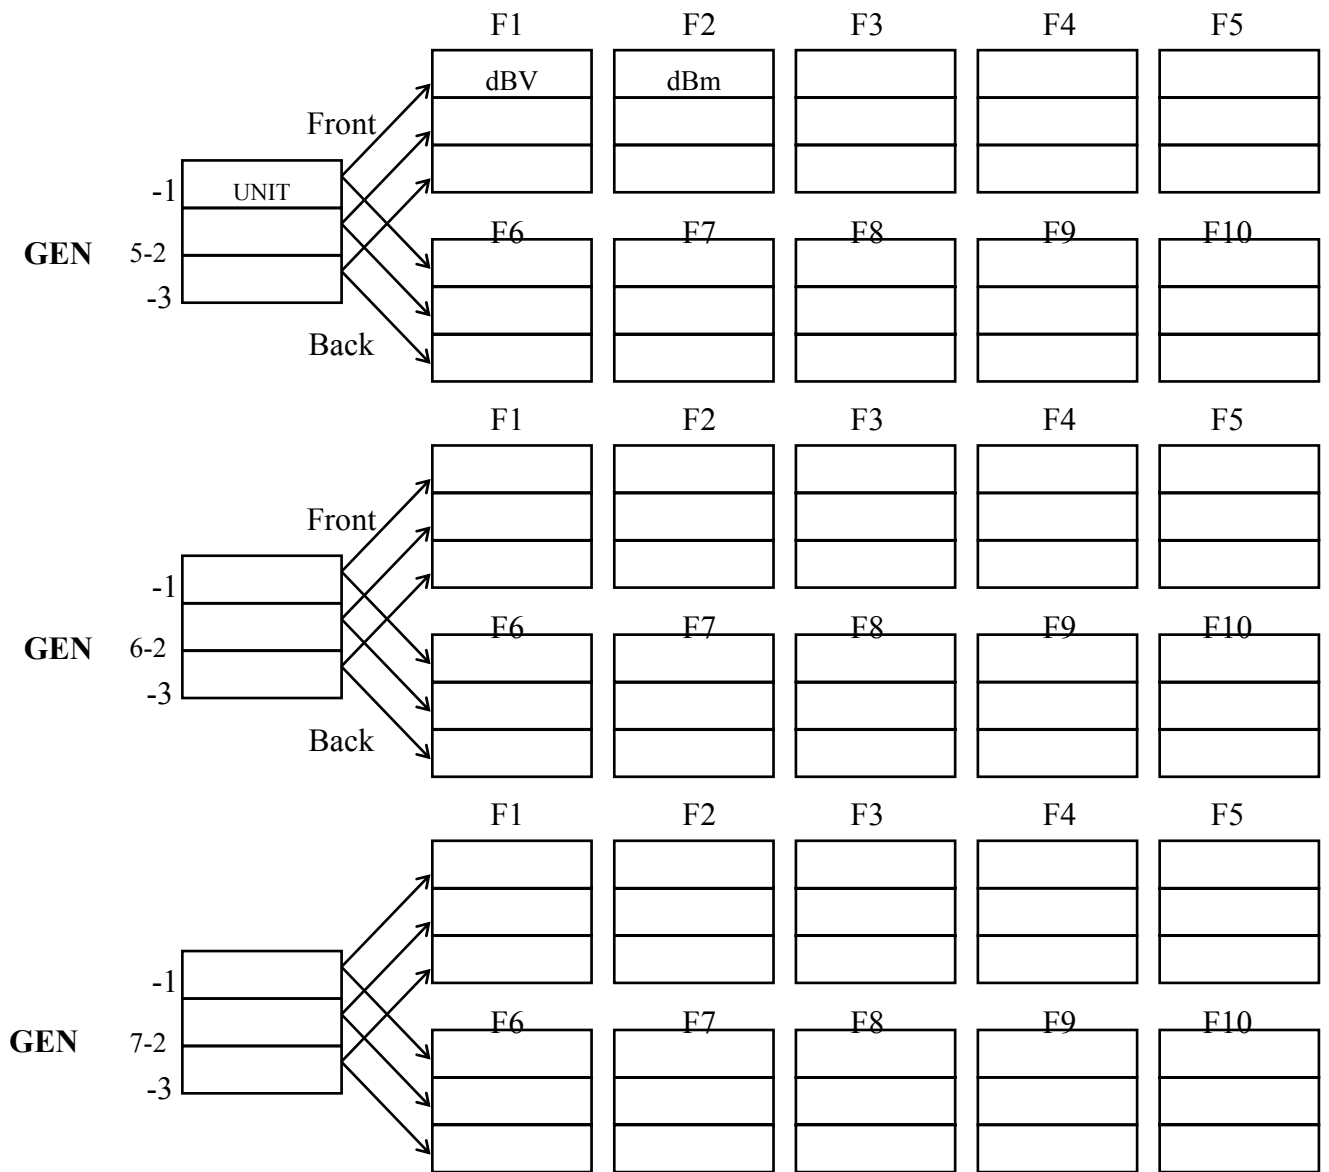 F1 F2 F3 F4 F5
dBV dBm
Front
-1 UNIT
F6 F7 F8 F9 F10
GEN 5-2
-3
Back
F1 F2 F3 F4 F5
Front
-1
F6 F7 F8 F9 F10
GEN 6-2
-3
Back
F1 F2 F3 F4 F5
-1
F6 F7 F8 F9 F10
GEN 7-2
-3